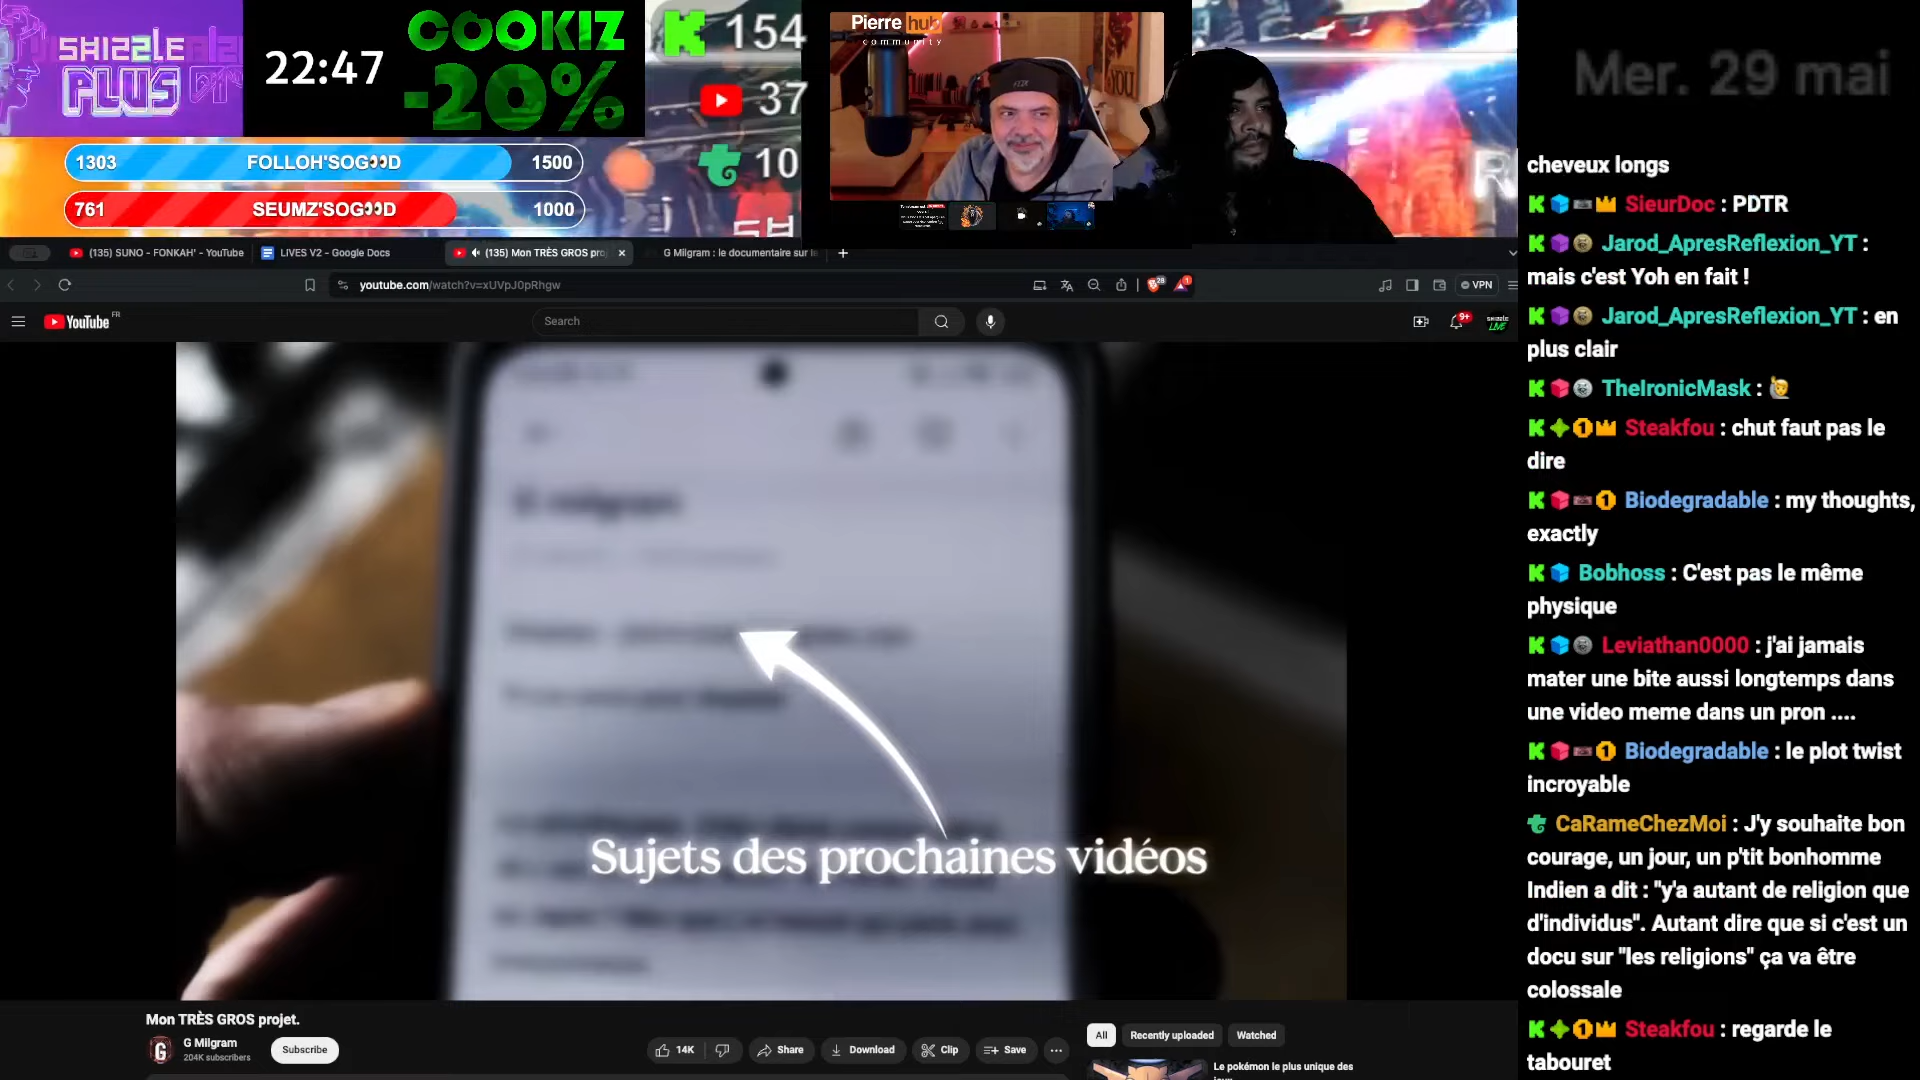 SHIZZLE
PLUS
22:47
COOKIZ
-20%
154
37
10
1303 FOLLOH'SOG👀D 1500
761 SEUMZ'SOG👀D 1000
Pierre hub
community
Mer. 29 mai
(135) SUNO - FONKAH' - YouTube
LIVES V2 - Google Docs
(135) Mon TRÈS GROS pro
G Milgram : le documentaire sur l
youtube.com/watch?v=xUVpJ0pRhgw
VPN
YouTube FR
Search
9+
SHIZZLE
LIVE
Sujets des prochaines vidéos
Mon TRÈS GROS projet.
G Milgram
204K subscribers
Subscribe
14K
Share
Download
Clip
Save
All
Recently uploaded
Watched
Le pokémon le plus unique des
cheveux longs
SieurDoc : PDTR
Jarod_ApresReflexion_YT :
mais c'est Yoh en fait !
Jarod_ApresReflexion_YT : en
plus clair
TheIronicMask : 🙋
Steakfou : chut faut pas le
dire
Biodegradable : my thoughts,
exactly
Bobhoss : C'est pas le même
physique
Leviathan0000 : j'ai jamais
mater une bite aussi longtemps dans
une video meme dans un pron ....
Biodegradable : le plot twist
incroyable
CaRameChezMoi : J'y souhaite bon
courage, un jour, un p'tit bonhomme
Indien a dit : "y'a autant de religion que
d'individus". Autant dire que si c'est un
docu sur "les religions" ça va être
colossale
Steakfou : regarde le
tabouret